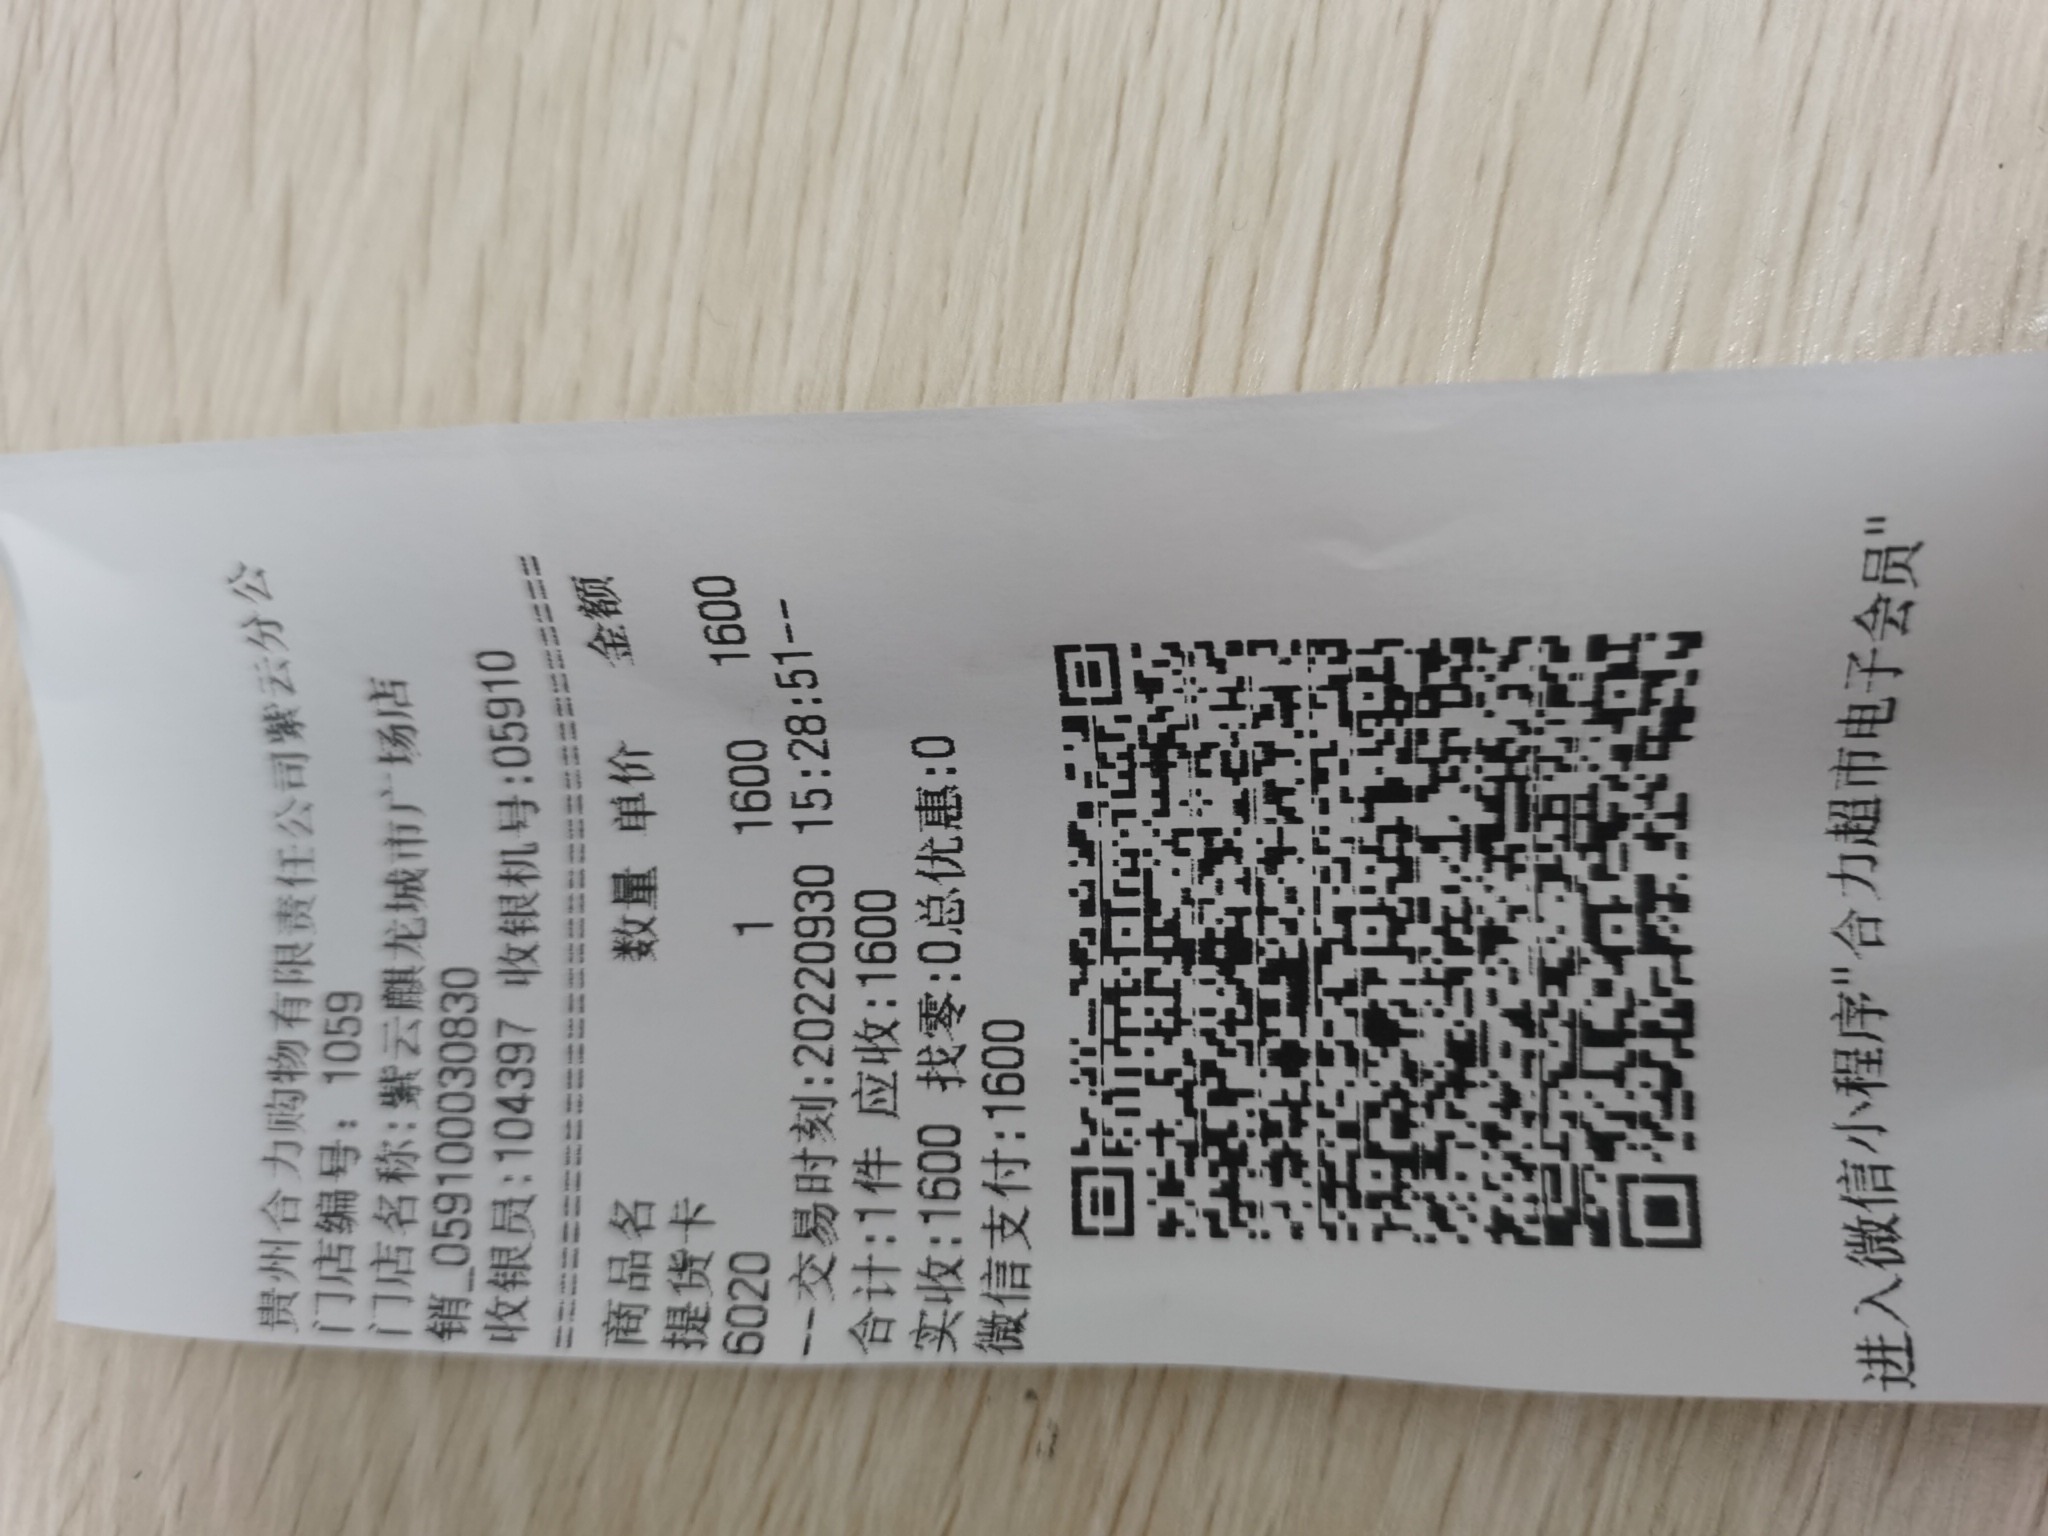 贵州合力购物有限责任公司紫云分公
门店编号: 1059
门店名称:紫云麒龙城市广场店
销_0591000030830
收银员:104397 收银机号:05910
========================================
商品名 数量 单价 金额
提货卡
6020 1 1600 1600
--交易时刻:20220930 15:28:51--
合计:1件 应收:1600
实收:1600 找零:0总优惠:0
微信支付:1600
进入微信小程序"合力超市电子会员"